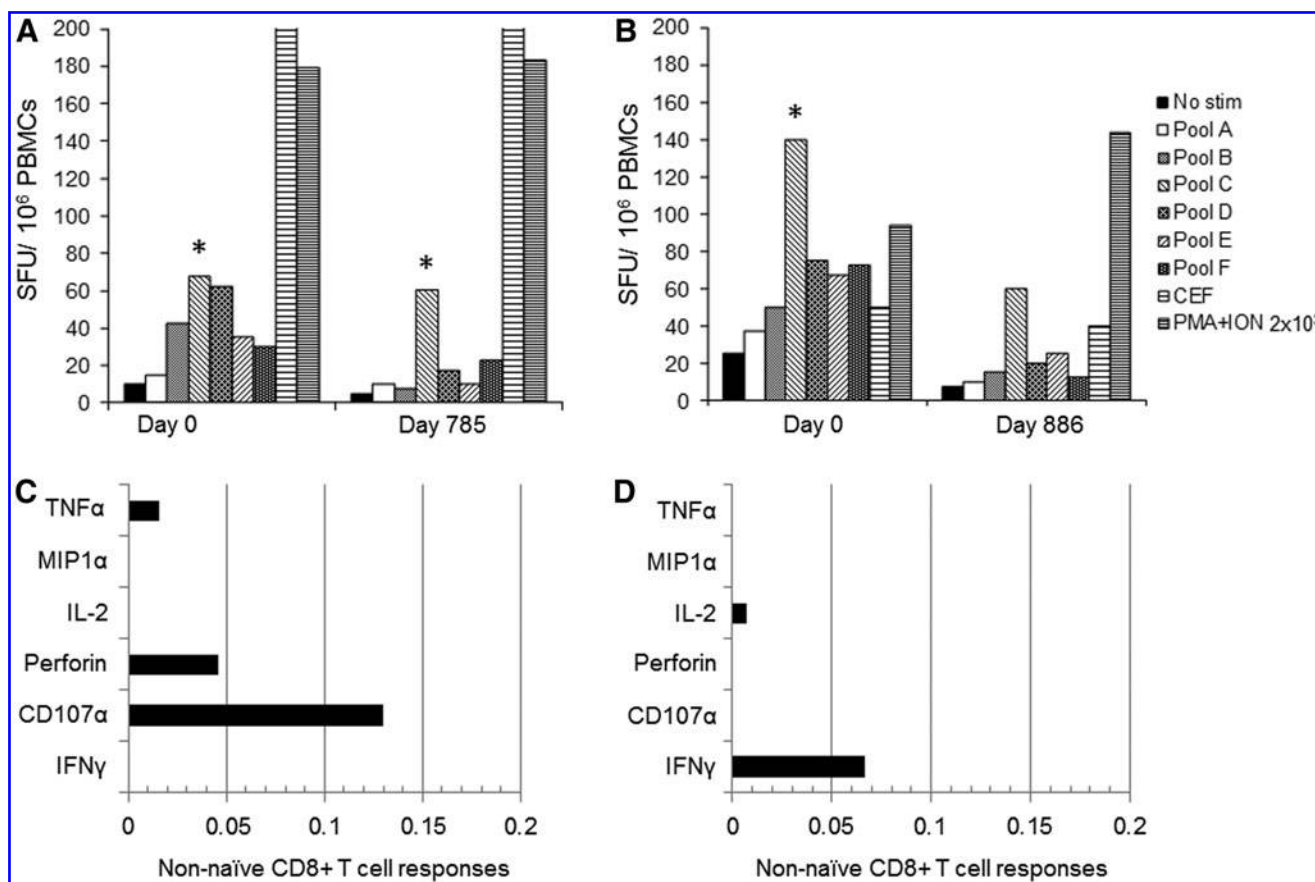 A
SFU/ 10⁶ PBMCs
200
180
160
140
120
100
80
60
40
20
0
*
*
Day 0
Day 785
B
SFU/ 10⁶ PBMCs
200
180
160
140
120
100
80
60
40
20
0
*
Day 0
Day 886
No stim
Pool A
Pool B
Pool C
Pool D
Pool E
Pool F
CEF
PMA+ION
C
TNFα
MIP1α
IL-2
Perforin
CD107α
IFNγ
0
0.05
0.1
0.15
0.2
Non-naïve CD8+ T cell responses
D
TNFα
MIP1α
IL-2
Perforin
CD107α
IFNγ
0
0.05
0.1
0.15
0.2
Non-naïve CD8+ T cell responses